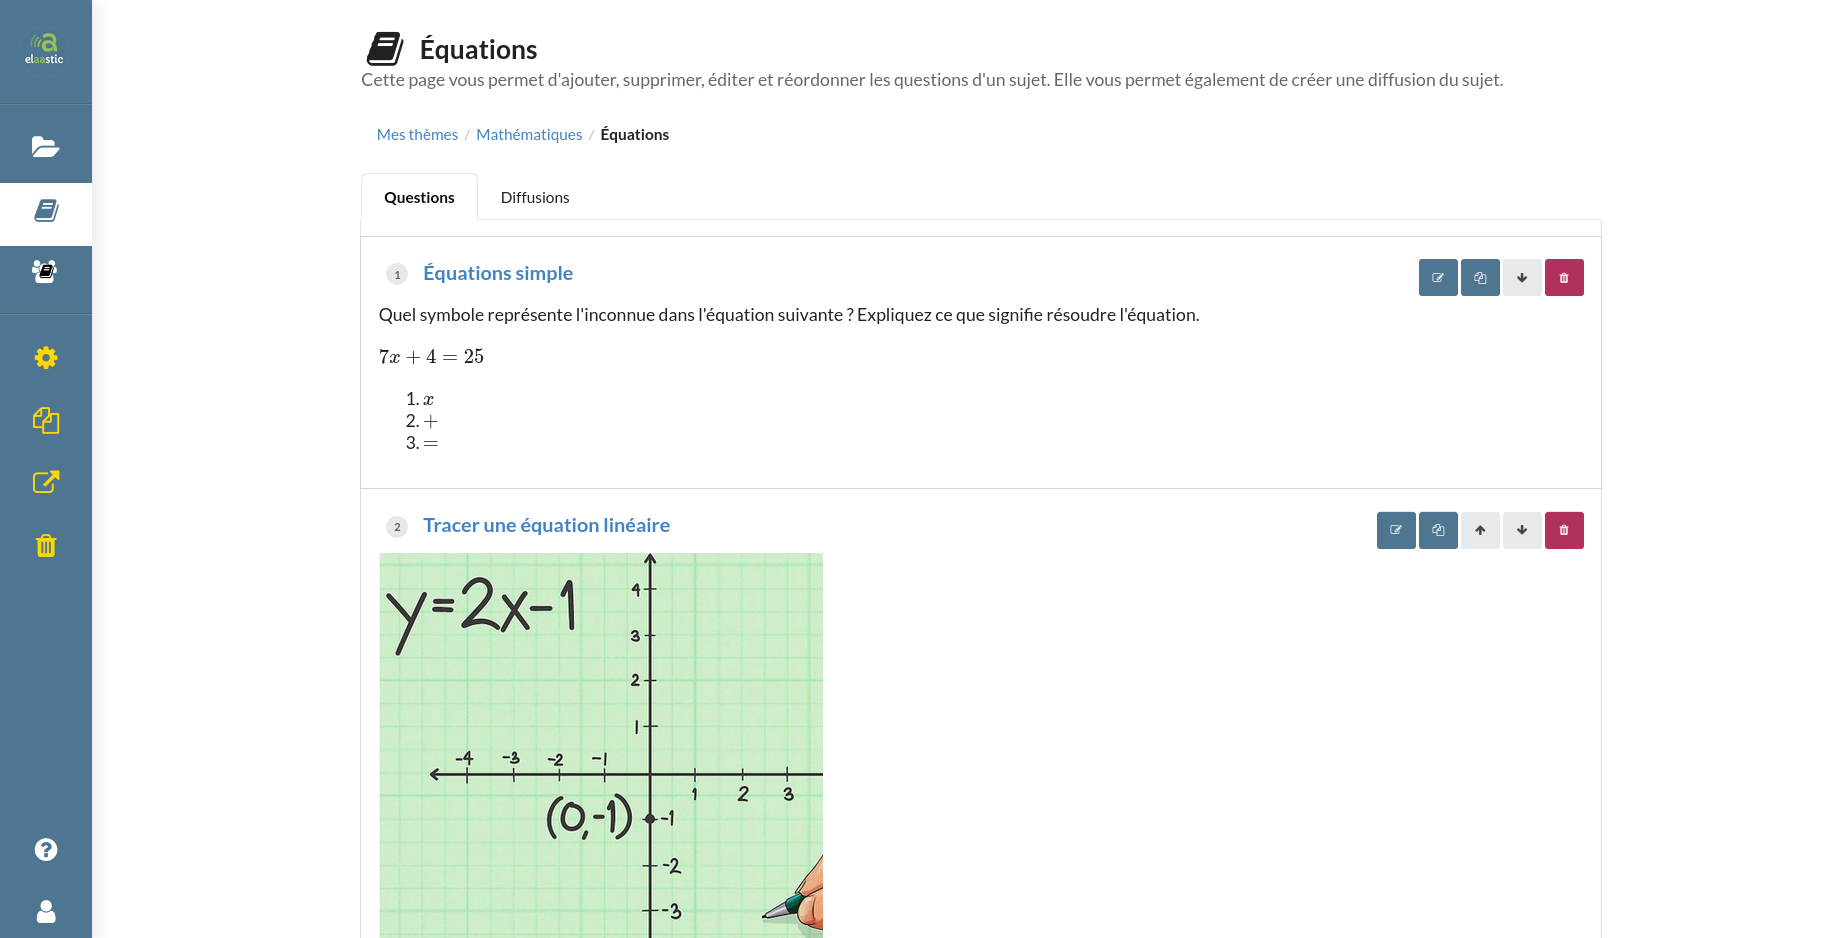 elaastic
Équations
Cette page vous permet d'ajouter, supprimer, éditer et réordonner les questions d'un sujet. Elle vous permet également de créer une diffusion du sujet.
Mes thèmes / Mathématiques / Équations
Questions Diffusions
1 Équations simple
Quel symbole représente l'inconnue dans l'équation suivante ? Expliquez ce que signifie résoudre l'équation.
7x + 4 = 25
1. x
2. +
3. =
2 Tracer une équation linéaire
y=2x-1
4
3
2
1
-4 -3 -2 -1
1 2 3
(0,-1) -1
-2
-3